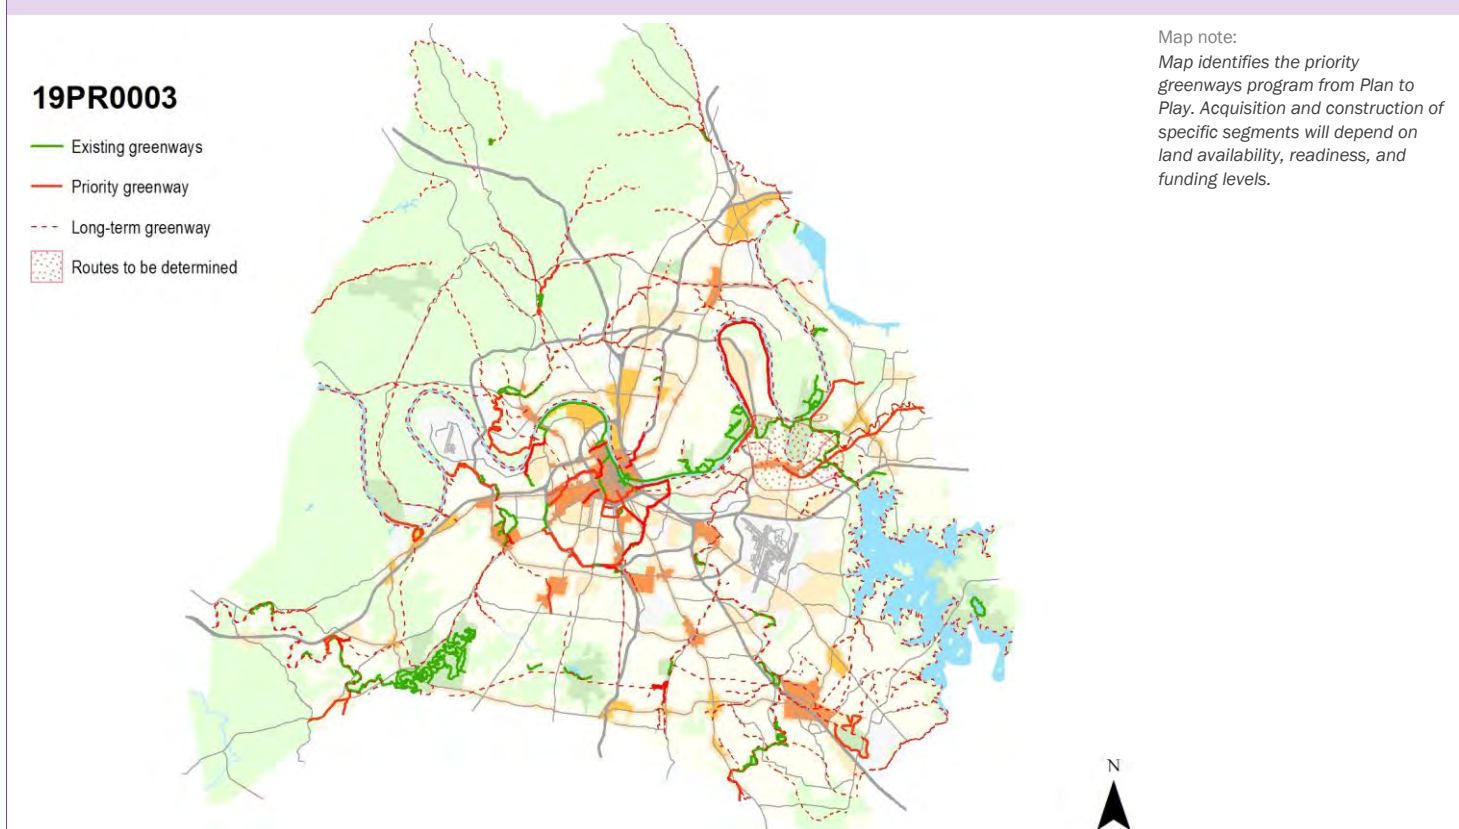 19PR0003
Existing greenways
Priority greenway
Long-term greenway
Routes to be determined
Map note:
Map identifies the priority
greenways program from Plan to
Play. Acquisition and construction of
specific segments will depend on
land availability, readiness, and
funding levels.
N